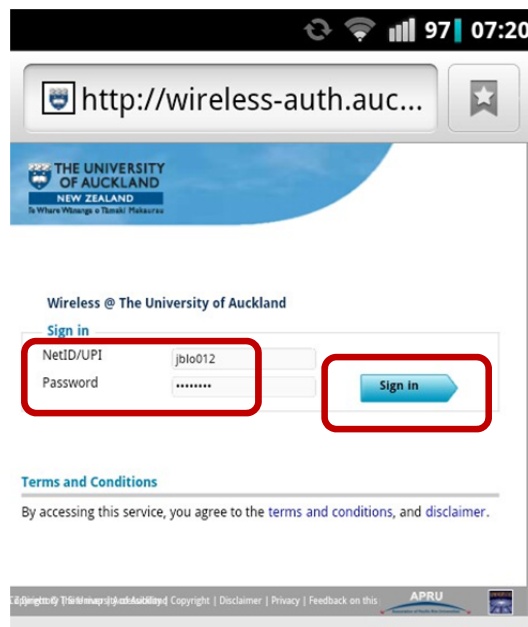 97 07:20
http://wireless-auth.auc...
THE UNIVERSITY
OF AUCKLAND
NEW ZEALAND
Te Whare Wānanga o Tāmaki Makaurau
Wireless @ The University of Auckland
Sign in
NetID/UPI jblo012
Password ••••••••
Sign in
Terms and Conditions
By accessing this service, you agree to the terms and conditions, and disclaimer.
Copyright | Disclaimer | Privacy | Feedback on this
APRU